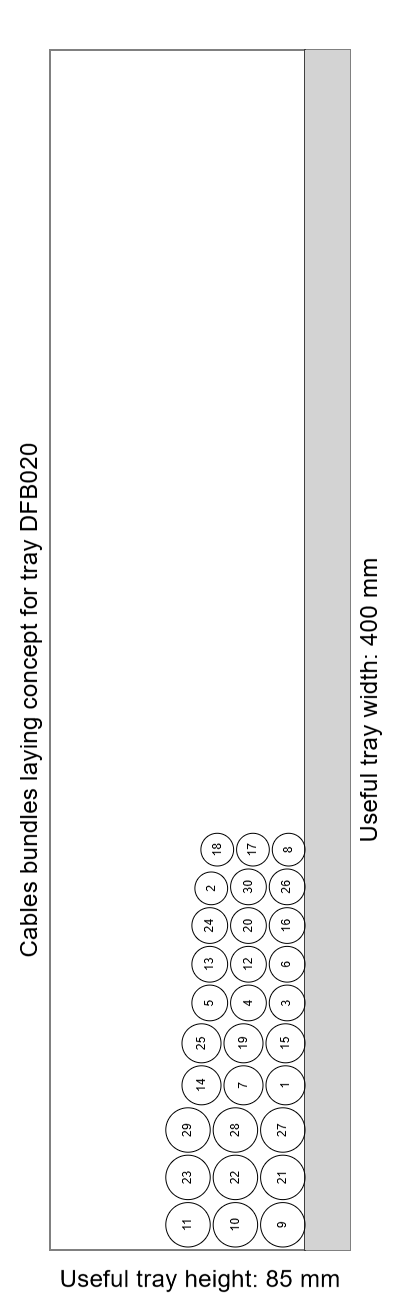 Cables bundles laying concept for tray DFB020
18 17 8
2 30 26
24 20 16
13 12 6
5 4 3
25 19 15
14 7 1
29 28 27
23 22 21
11 10 9
Useful tray width: 400 mm
Useful tray height: 85 mm